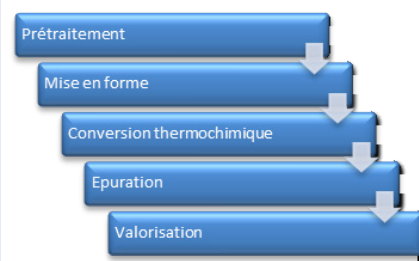 Prétraitement
Mise en forme
Conversion thermochimique
Epuration
Valorisation